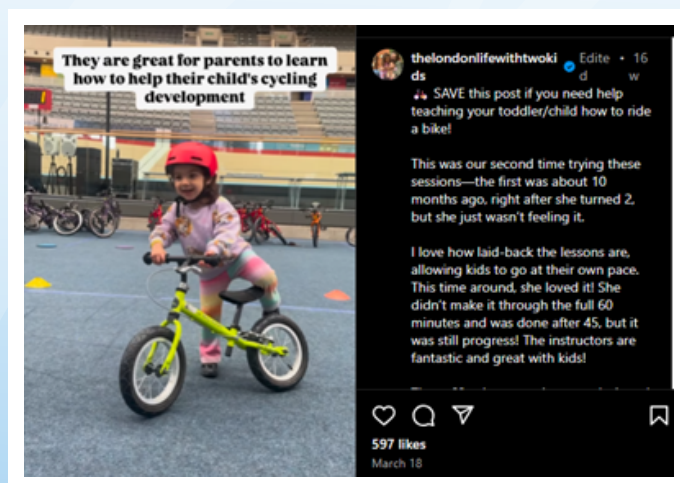 They are great for parents to learn
how to help their child's cycling
development
thelondonlifewithtwoki
ds
Edite
d
• 16
w
🚲 SAVE this post if you need help
teaching your toddler/child how to ride
a bike!
This was our second time trying these
sessions—the first was about 10
months ago, right after she turned 2,
but she just wasn't feeling it.
I love how laid-back the lessons are,
allowing kids to go at their own pace.
This time around, she loved it! She
didn't make it through the full 60
minutes and was done after 45, but it
was still progress! The instructors are
fantastic and great with kids!
597 likes
March 18